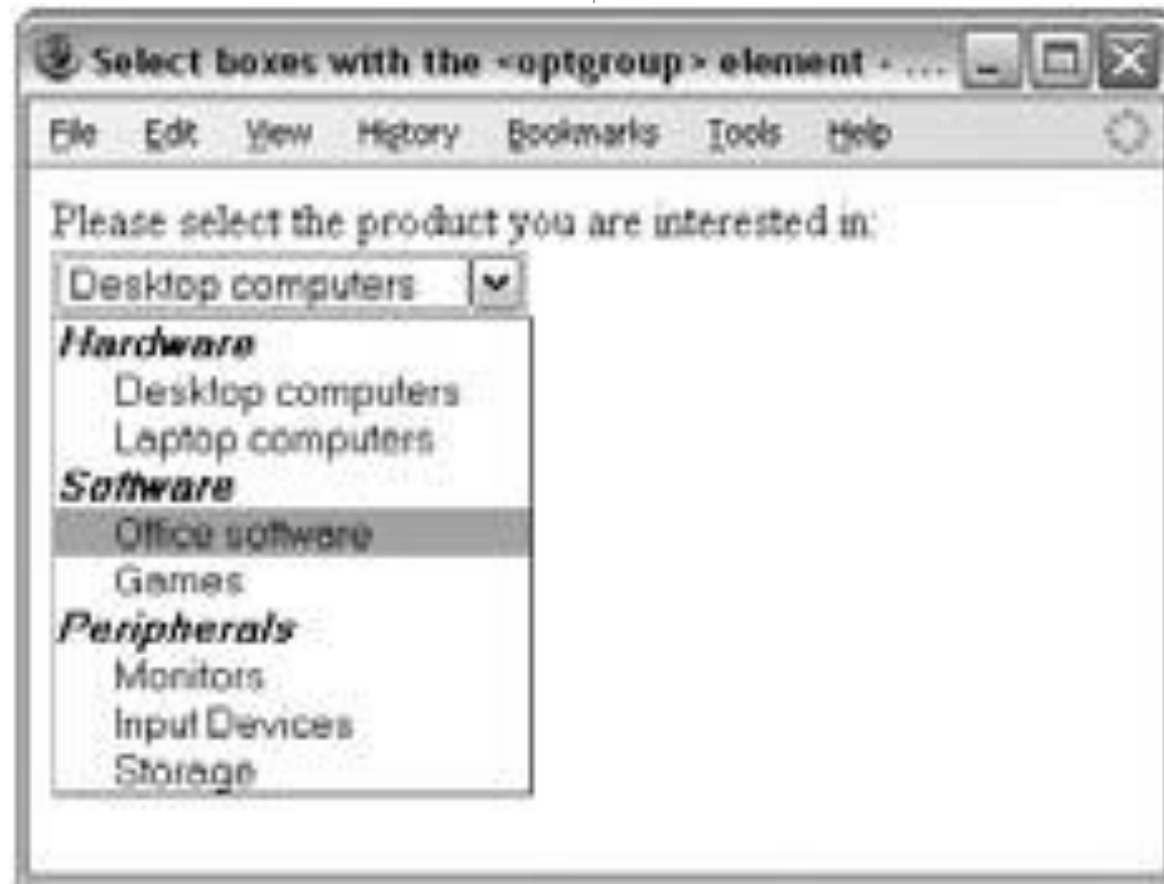 Select boxes with the <optgroup> element - ...
File Edit View History Bookmarks Tools Help
Please select the product you are interested in:
Desktop computers
Hardware
Desktop computers
Laptop computers
Software
Office software
Games
Peripherals
Monitors
Input Devices
Storage